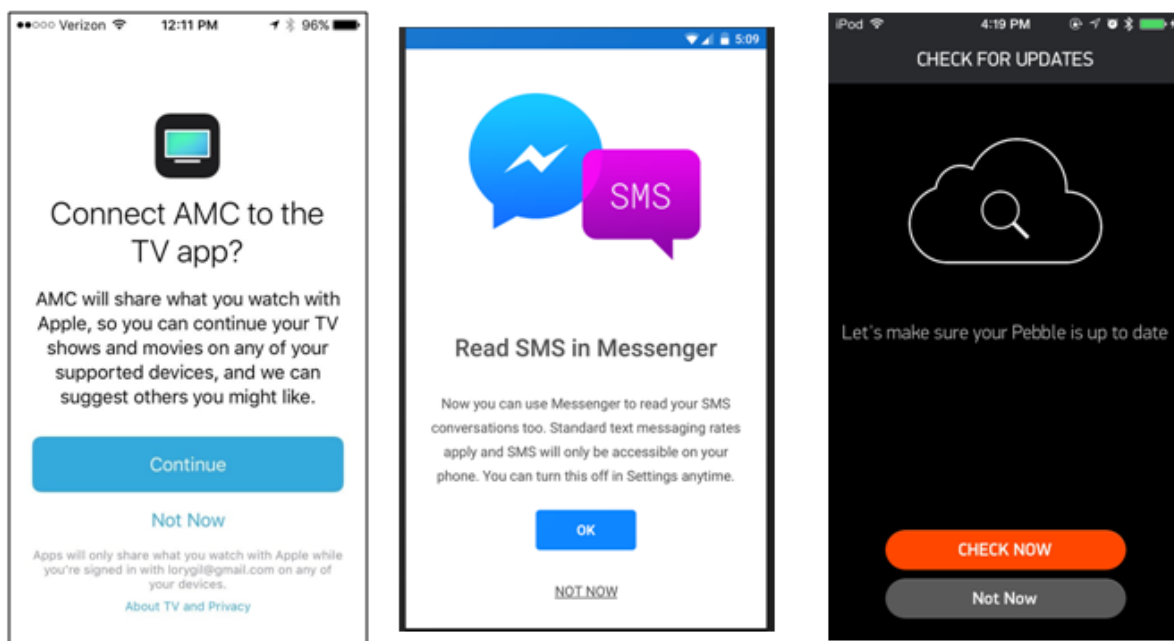 Verizon 12:11 PM 96%
Connect AMC to the
TV app?
AMC will share what you watch with
Apple, so you can continue your TV
shows and movies on any of your
supported devices, and we can
suggest others you might like.
Continue
Not Now
Apps will only share what you watch with Apple while
you're signed in with lorygil@gmail.com on any of
your devices.
About TV and Privacy
5:09
SMS
Read SMS in Messenger
Now you can use Messenger to read your SMS
conversations too. Standard text messaging rates
apply and SMS will only be accessible on your
phone. You can turn this off in Settings anytime.
OK
NOT NOW
iPod 4:19 PM
CHECK FOR UPDATES
Let's make sure your Pebble is up to date
CHECK NOW
Not Now